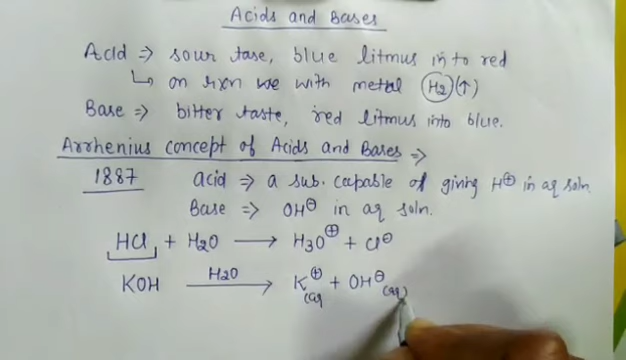 Acids and Bases
Acid => sour tase, blue litmus into red
↳ on rxn we with metal H2 (↑)
Base => bitter taste, red litmus into blue.
Arrhenius concept of Acids and Bases =>
1887 acid => a sub. capable of giving H⊕ in aq soln.
Base => OH⊖ in aq soln.
HCl + H2O ⟶ H3O⊕ + Cl⊖
KOH —H2O⟶ K⊕(aq + OH⊖(aq)